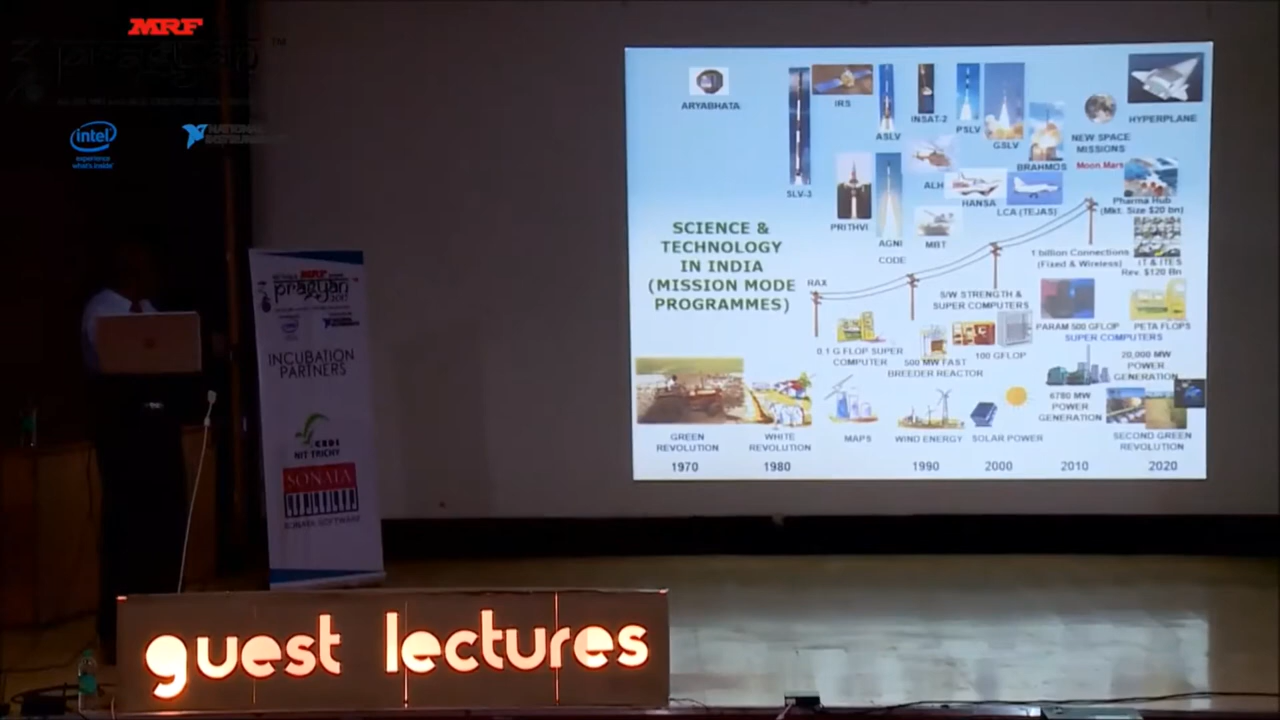 MRF
pragyan
intel
experience
what's inside
NATIONAL
INSTRUMENTS
MRF
pragyan
INCUBATION
PARTNERS
CEDI
NIT TRICHY
SONATA
SONATA SOFTWARE
guest lectures
ARYABHATA
SLV-3
IRS
ASLV
INSAT-2
PSLV
GSLV
BRAHMOS
NEW SPACE
MISSIONS
Moon,Mars
HYPERPLANE
PRITHVI
AGNI
ALH
HANSA
LCA (TEJAS)
MBT
Pharma Hub
(Mkt. Size $20 bn)
SCIENCE &
TECHNOLOGY
IN INDIA
(MISSION MODE
PROGRAMMES)
CODE
RAX
1 billion Connections
(Fixed & Wireless)
IT & ITES
Rev. $120 Bn
S/W STRENGTH &
SUPER COMPUTERS
0.1 G FLOP SUPER
COMPUTER
500 MW FAST
BREEDER REACTOR
100 GFLOP
PARAM 500 GFLOP
PETA FLOPS
SUPER COMPUTERS
20,000 MW
POWER
GENERATION
6780 MW
POWER
GENERATION
GREEN
REVOLUTION
WHITE
REVOLUTION
MAPS
WIND ENERGY
SOLAR POWER
SECOND GREEN
REVOLUTION
1970
1980
1990
2000
2010
2020